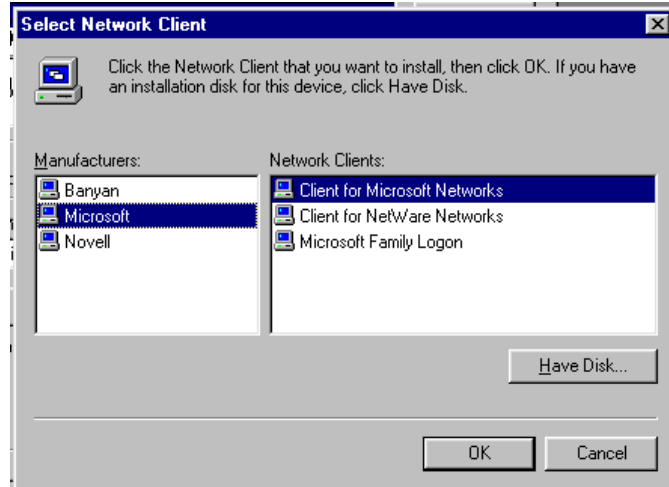 Select Network Client
Click the Network Client that you want to install, then click OK. If you have
an installation disk for this device, click Have Disk.
Manufacturers:
Banyan
Microsoft
Novell
Network Clients:
Client for Microsoft Networks
Client for NetWare Networks
Microsoft Family Logon
Have Disk...
OK
Cancel